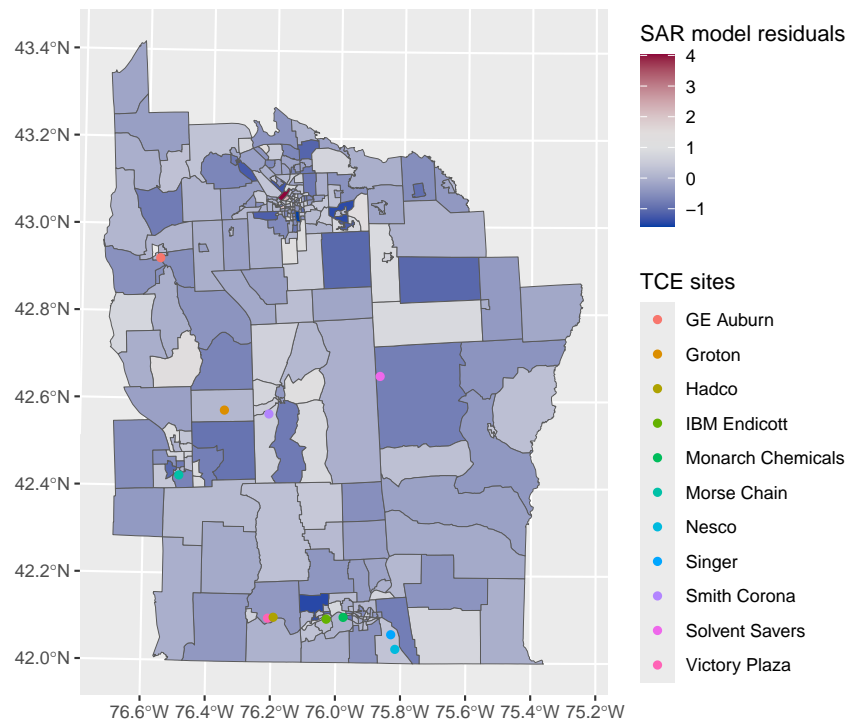 SAR model residuals
4
3
2
1
0
−1
TCE sites
GE Auburn
Groton
Hadco
IBM Endicott
Monarch Chemicals
Morse Chain
Nesco
Singer
Smith Corona
Solvent Savers
Victory Plaza
43.4°N
43.2°N
43.0°N
42.8°N
42.6°N
42.4°N
42.2°N
42.0°N
76.6°W 76.4°W 76.2°W 76.0°W 75.8°W 75.6°W 75.4°W 75.2°W